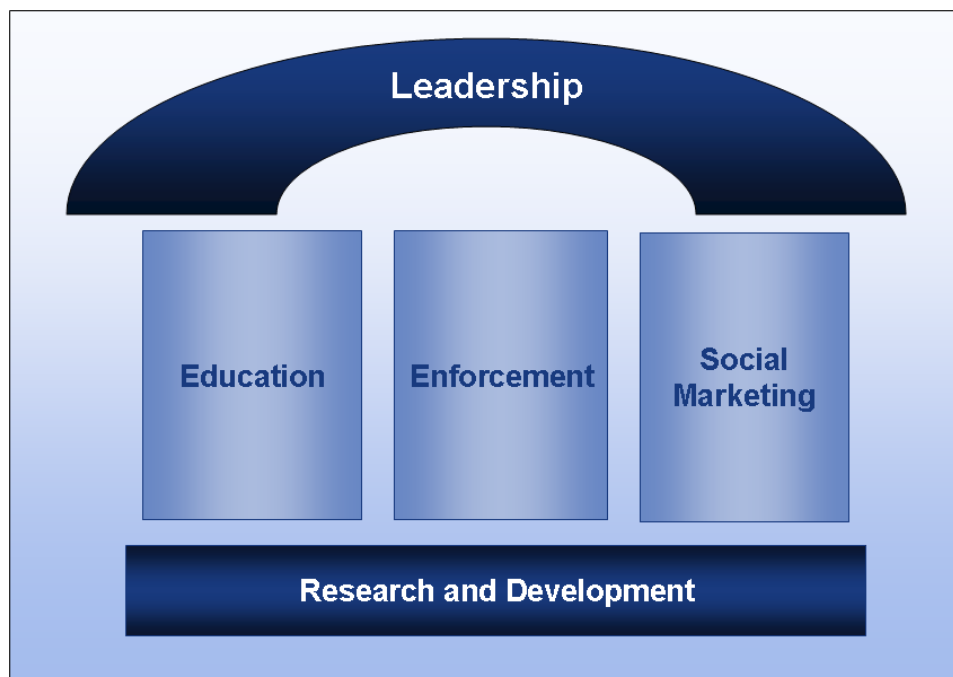 Leadership
Education
Enforcement
Social
Marketing
Research and Development